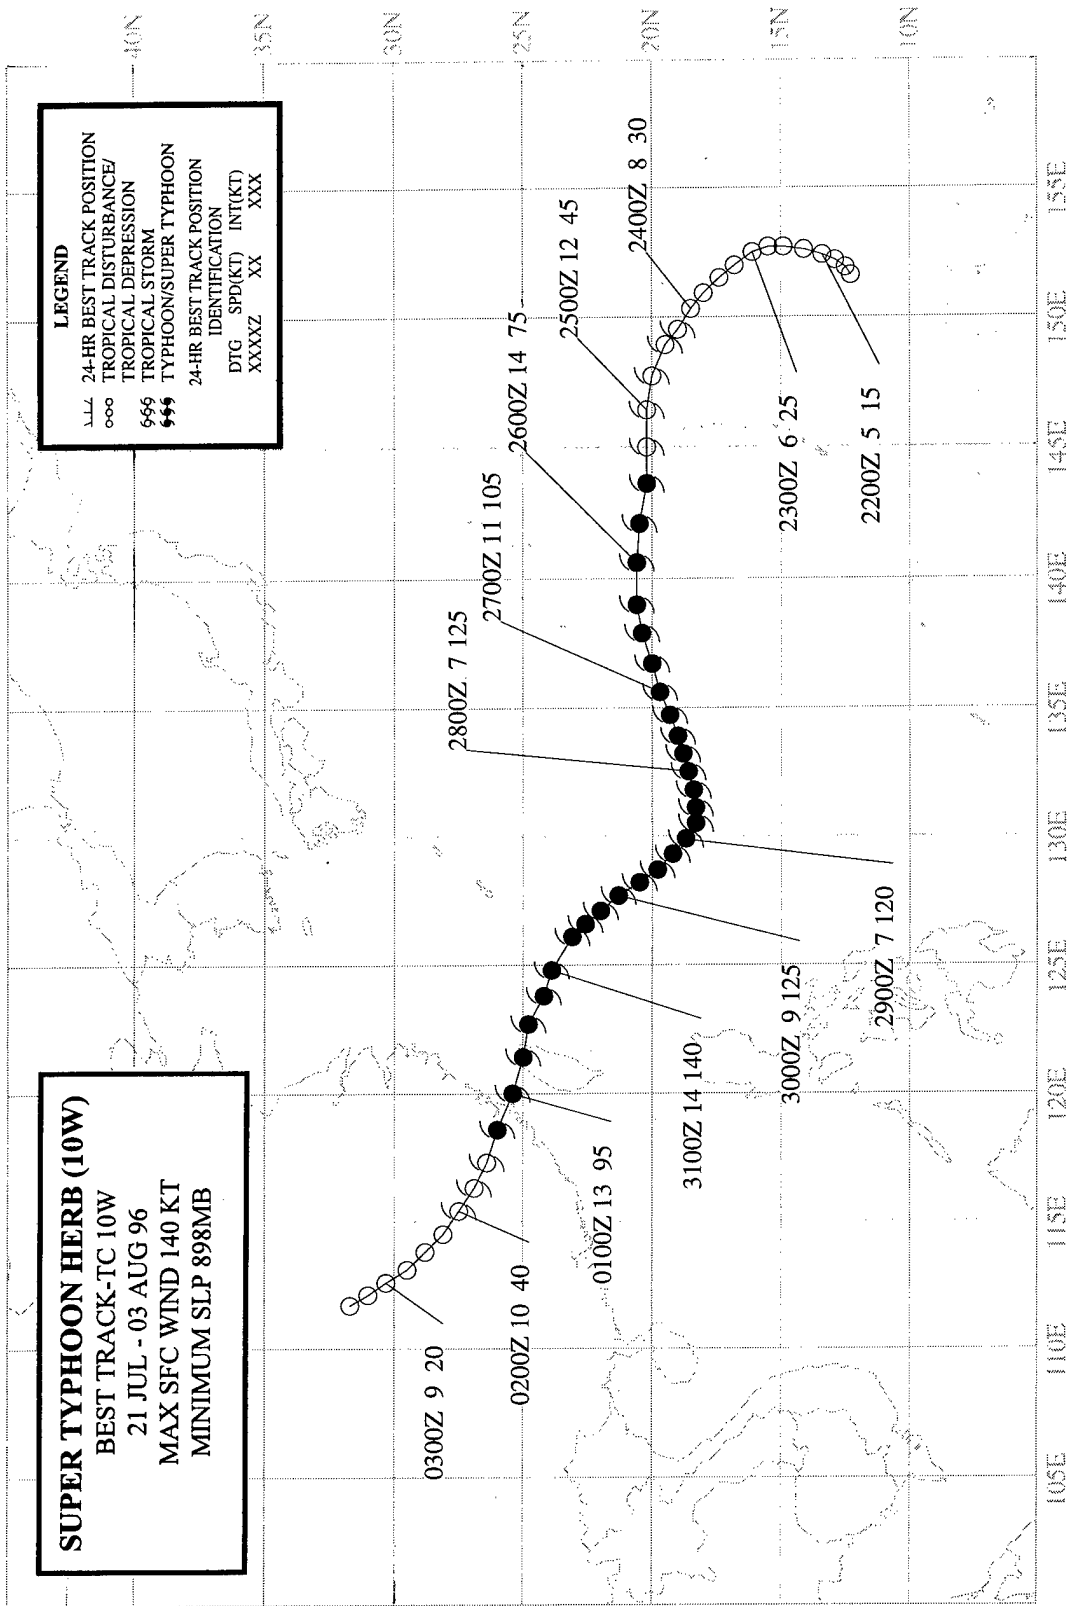 SUPER TYPHOON HERB (10W)
BEST TRACK-TC 10W
21 JUL - 03 AUG 96
MAX SFC WIND 140 KT
MINIMUM SLP 898MB
LEGEND
24-HR BEST TRACK POSITION
TROPICAL DISTURBANCE/
TROPICAL DEPRESSION
TROPICAL STORM
TYPHOON/SUPER TYPHOON
24-HR BEST TRACK POSITION
IDENTIFICATION
DTG SPD(KT) INT(KT)
XXXXZ XX XXX
40N
35N
30N
25N
20N
15N
10N
0300Z 9 20
0200Z 10 40
0100Z 13 95
3100Z 14 140
3000Z 9 125
2900Z 7 120
2800Z 7 125
2700Z 11 105
2600Z 14 75
2500Z 12 45
2400Z 8 30
2300Z 6 25
2200Z 5 15
105E
110E
115E
120E
125E
130E
135E
140E
145E
150E
155E